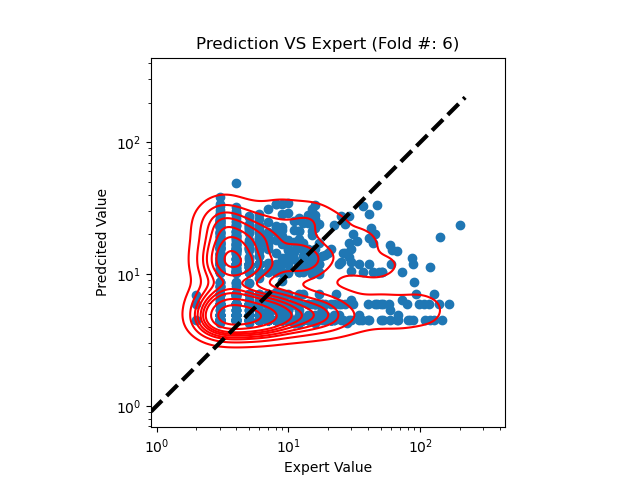 Prediction VS Expert (Fold #: 6)
Predcited Value
10²
10¹
10⁰
10⁰ 10¹ 10²
Expert Value